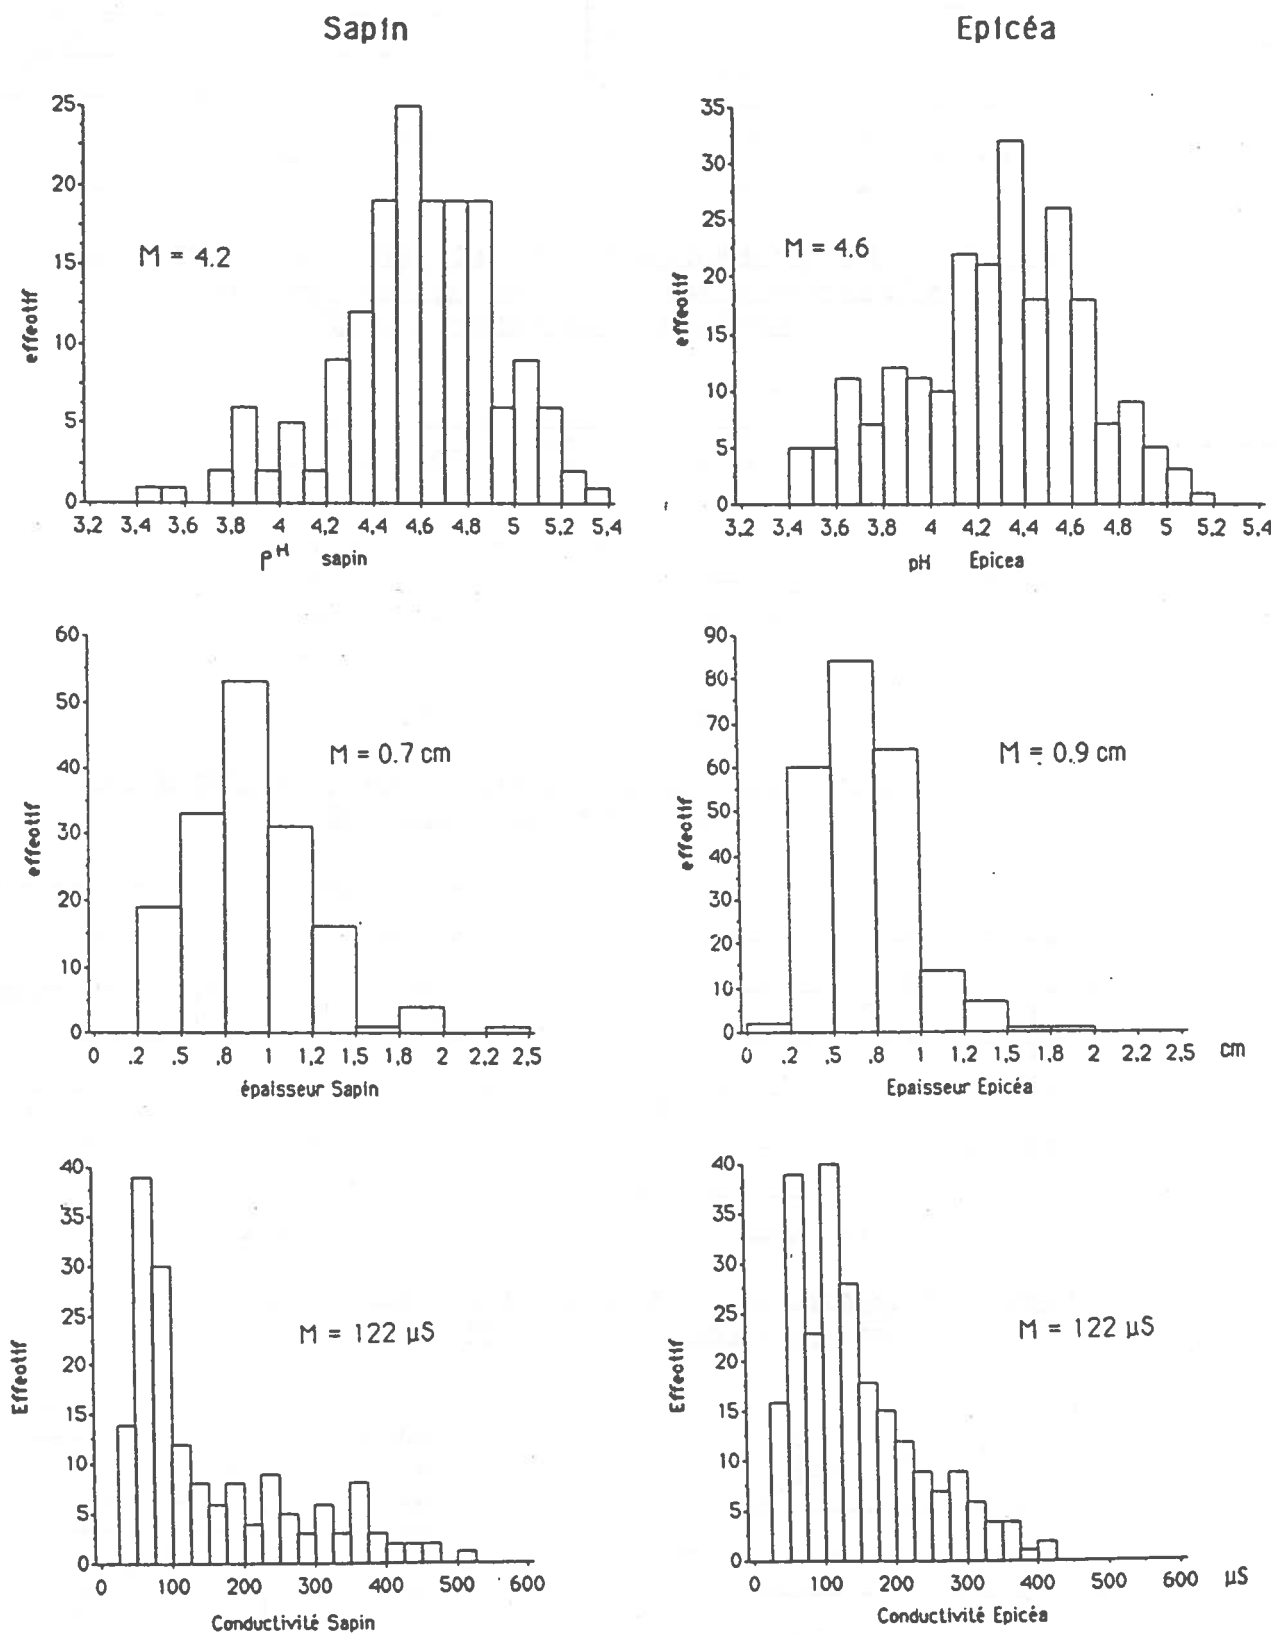 Sapin
Epicéa
25
20
15
10
5
0
effectif
M = 4.2
3,2 3,4 3,6 3,8 4 4,2 4,4 4,6 4,8 5 5,2 5,4
pH sapin
35
30
25
20
15
10
5
0
effectif
M = 4.6
3,2 3,4 3,6 3,8 4 4,2 4,4 4,6 4,8 5 5,2 5,4
pH Epicea
60
50
40
30
20
10
0
effectif
M = 0.7 cm
0 .2 .5 ,8 1 1,2 1,5 1,8 2 2,2 2,5
épaisseur Sapin
90
80
70
60
50
40
30
20
10
0
effectif
M = 0.9 cm
0 .2 .5 ,8 1 1,2 1,5 1,8 2 2,2 2,5 cm
Epaisseur Epicéa
40
35
30
25
20
15
10
5
0
Effectif
M = 122 µS
0 100 200 300 400 500 600
Conductivité Sapin
40
35
30
25
20
15
10
5
0
Effectif
M = 122 µS
0 100 200 300 400 500 600 µS
Conductivité Epicéa